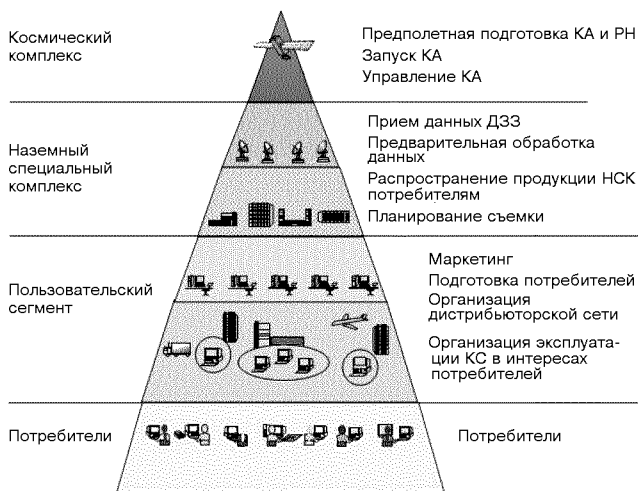 Космический
комплекс
Предполетная подготовка КА и РН
Запуск КА
Управление КА
Наземный
специальный
комплекс
Прием данных ДЗЗ
Предварительная обработка
данных
Распространение продукции НСК
потребителям
Планирование съемки
Пользовательский
сегмент
Маркетинг
Подготовка потребителей
Организация
дистрибьюторской сети
Организация эксплуата-
ции КС в интересах
потребителей
Потребители
Потребители